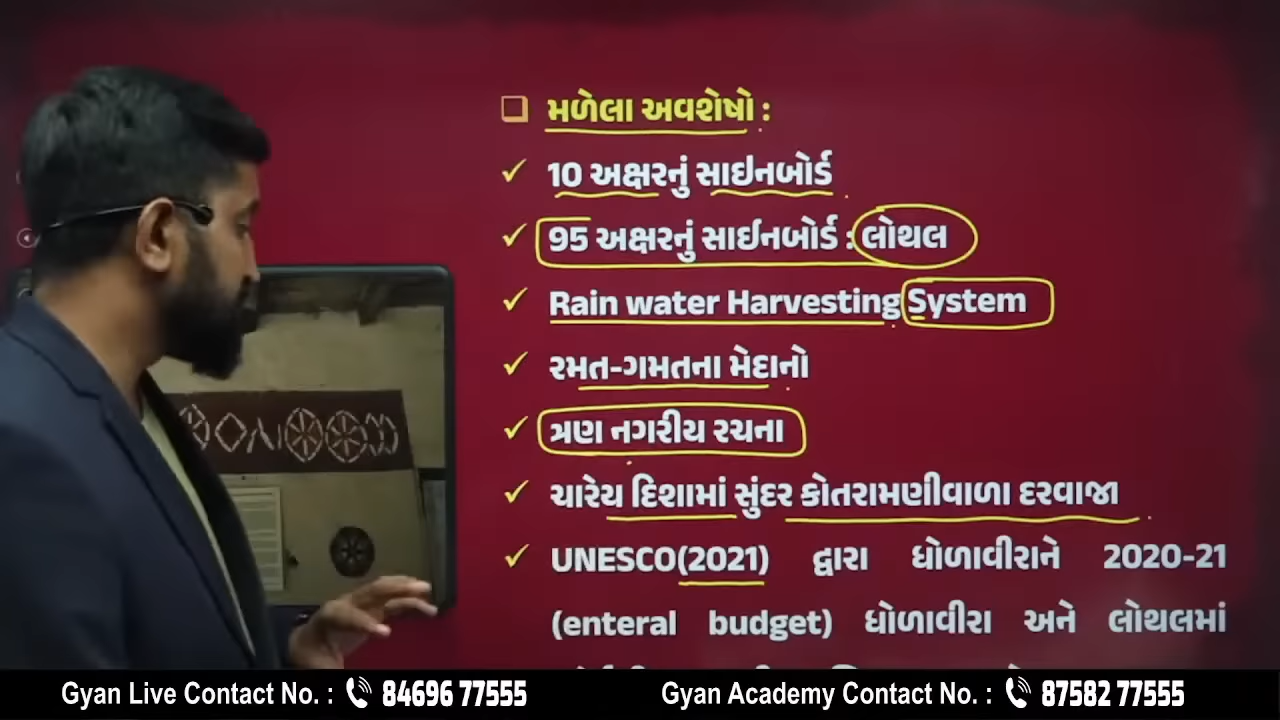 મળેલા અવશેષો :
10 અક્ષરનું સાઇનબોર્ડ
95 અક્ષરનું સાઈનબોર્ડ : લોથલ
Rain water Harvesting System
રમત-ગમતના મેદાનો
ત્રણ નગરીય રચના
ચારેય દિશામાં સુંદર કોતરામણીવાળા દરવાજા
UNESCO(2021) દ્વારા ધોળાવીરાને 2020-21
(enteral budget) ધોળાવીરા અને લોથલમાં
Gyan Live Contact No. : 84696 77555
Gyan Academy Contact No. : 87582 77555